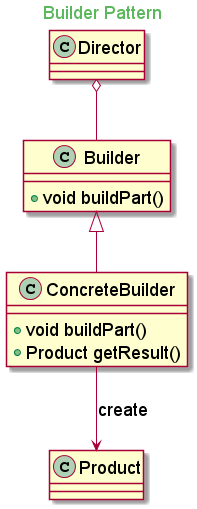 Builder Pattern
C Director
C Builder
void buildPart()
C ConcreteBuilder
void buildPart()
Product getResult()
create
C Product